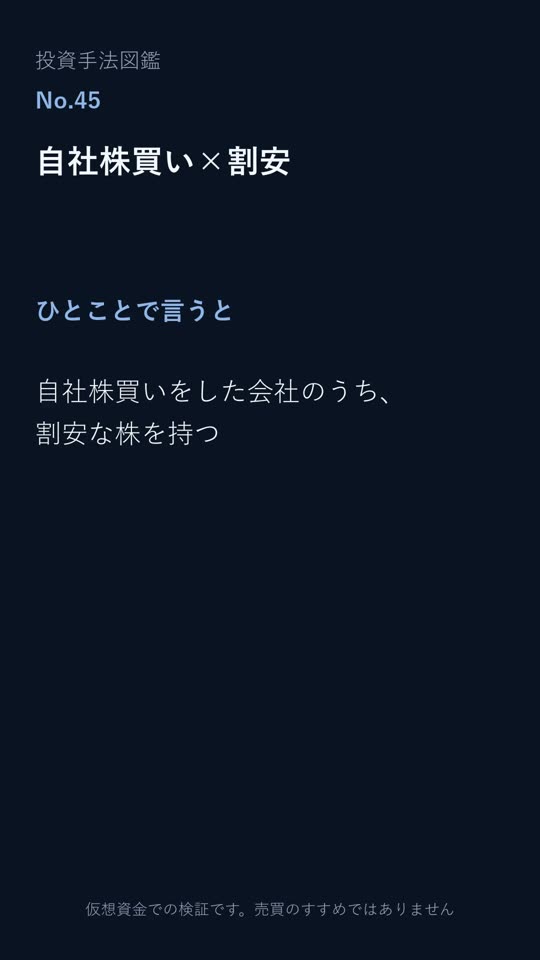 投資手法図鑑
No.45
自社株買い×割安
ひとことで言うと
自社株買いをした会社のうち、
割安な株を持つ
仮想資金での検証です。売買のすすめではありません